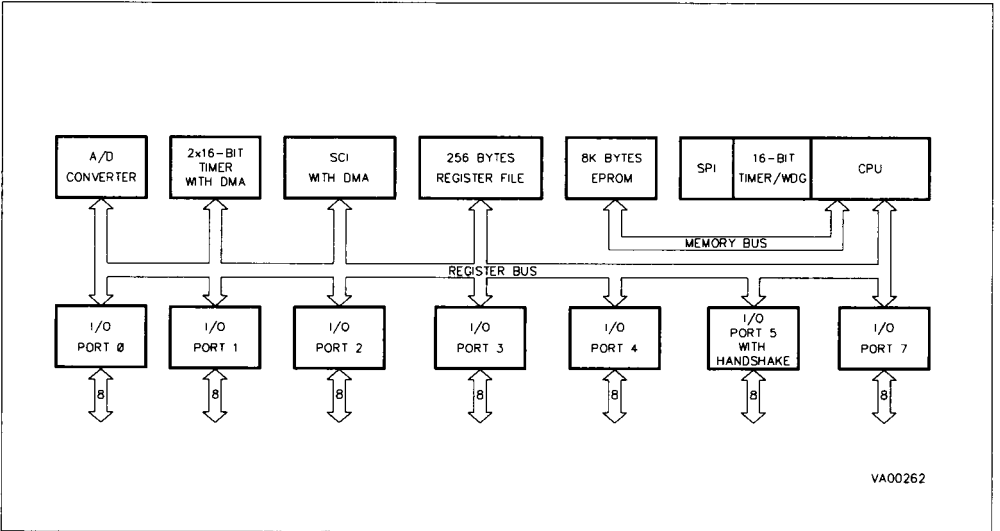 A/D
CONVERTER
2x16-BIT
TIMER
WITH DMA
SCI
WITH DMA
256 BYTES
REGISTER FILE
8K BYTES
EPROM
SPI
16-BIT
TIMER/WDG
CPU
MEMORY BUS
REGISTER BUS
I/O
PORT 0
I/O
PORT 1
I/O
PORT 2
I/O
PORT 3
I/O
PORT 4
I/O
PORT 5
WITH
HANDSHAKE
I/O
PORT 7
8
8
8
8
8
8
8
VA00262